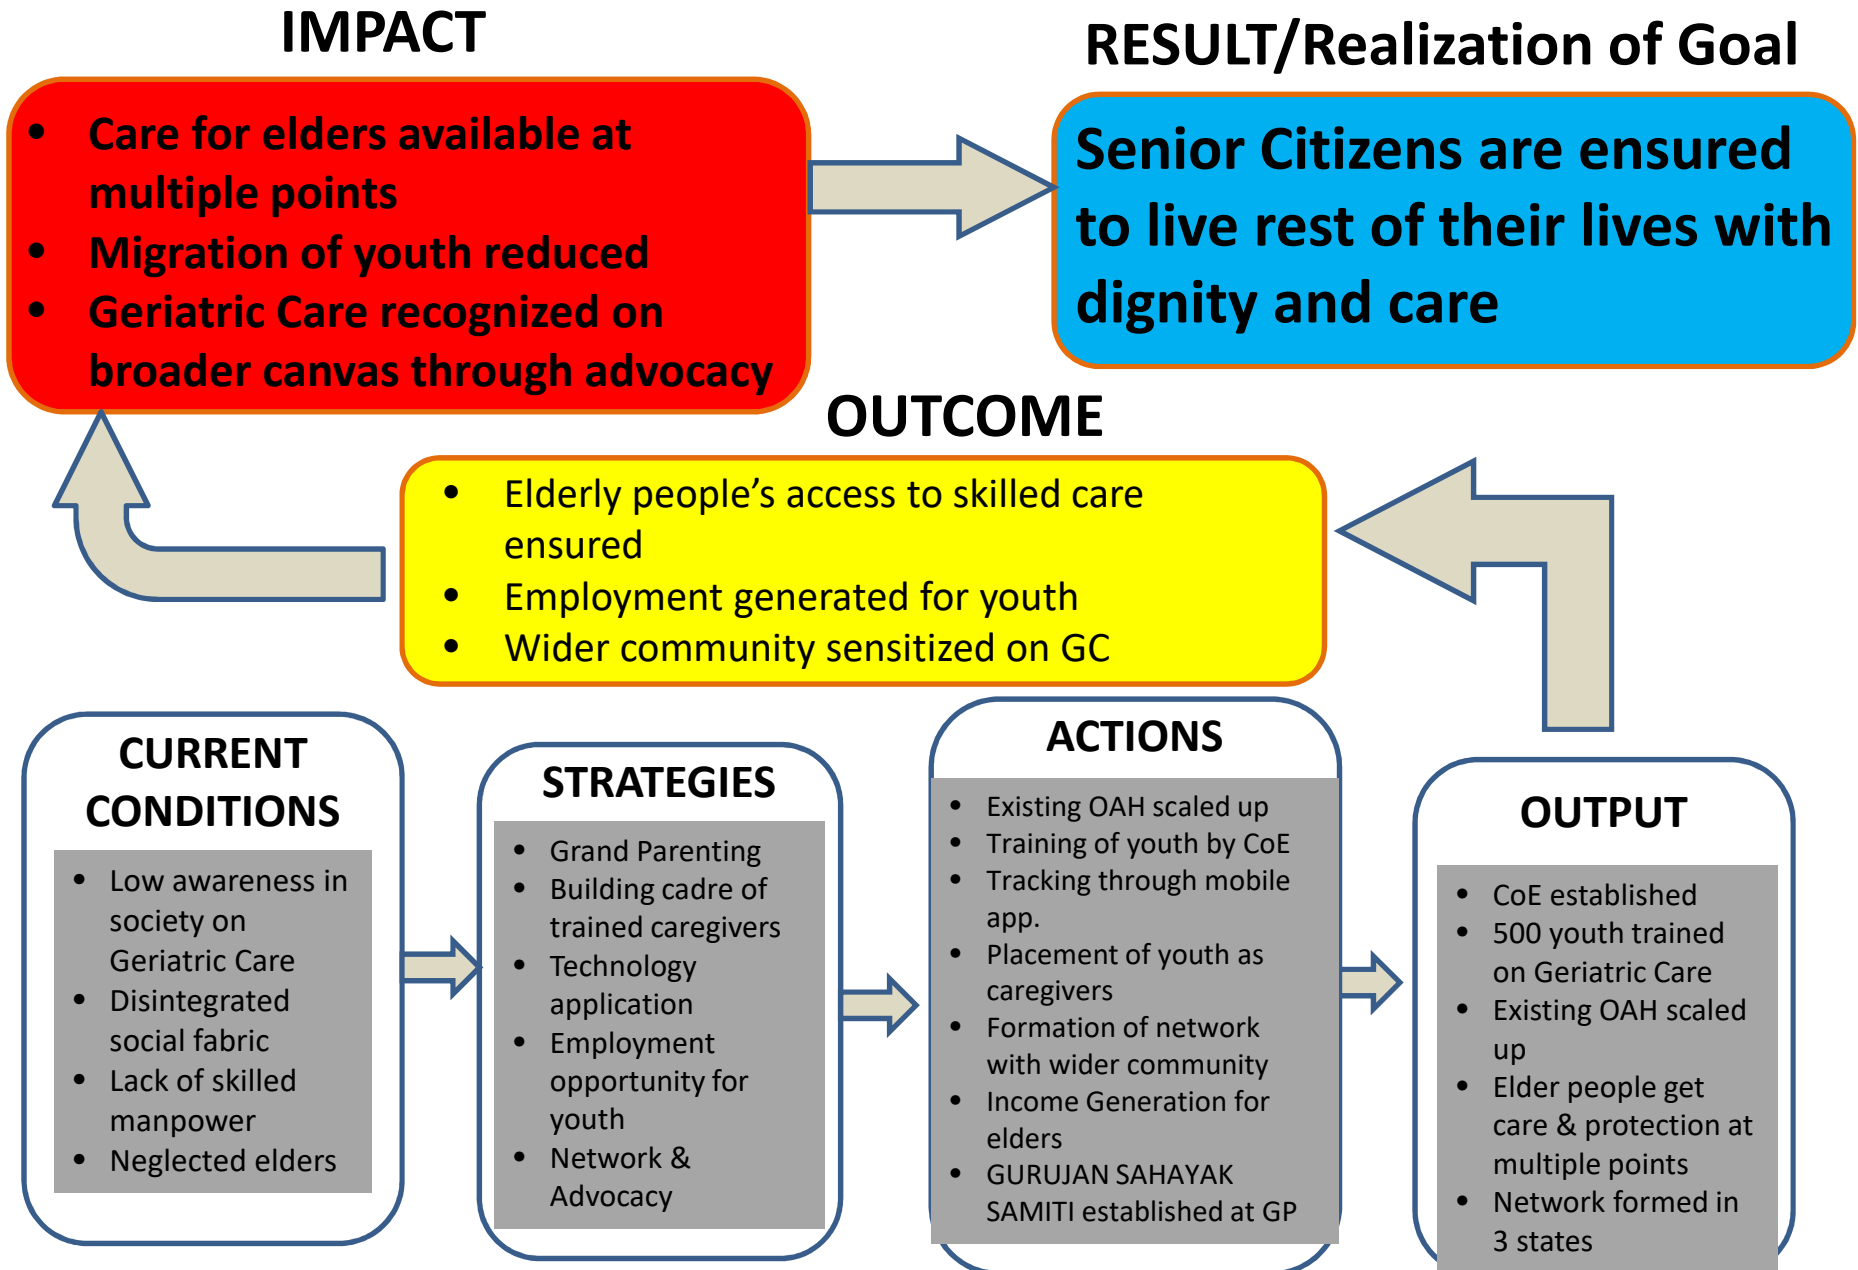 IMPACT
• Care for elders available at
multiple points
• Migration of youth reduced
• Geriatric Care recognized on
broader canvas through advocacy
RESULT/Realization of Goal
Senior Citizens are ensured
to live rest of their lives with
dignity and care
OUTCOME
• Elderly people’s access to skilled care
ensured
• Employment generated for youth
• Wider community sensitized on GC
CURRENT
CONDITIONS
• Low awareness in
society on
Geriatric Care
• Disintegrated
social fabric
• Lack of skilled
manpower
• Neglected elders
STRATEGIES
• Grand Parenting
• Building cadre of
trained caregivers
• Technology
application
• Employment
opportunity for
youth
• Network &
Advocacy
ACTIONS
• Existing OAH scaled up
• Training of youth by CoE
• Tracking through mobile
app.
• Placement of youth as
caregivers
• Formation of network
with wider community
• Income Generation for
elders
• GURUJAN SAHAYAK
SAMITI established at GP
OUTPUT
• CoE established
• 500 youth trained
on Geriatric Care
• Existing OAH scaled
up
• Elder people get
care & protection at
multiple points
• Network formed in
3 states